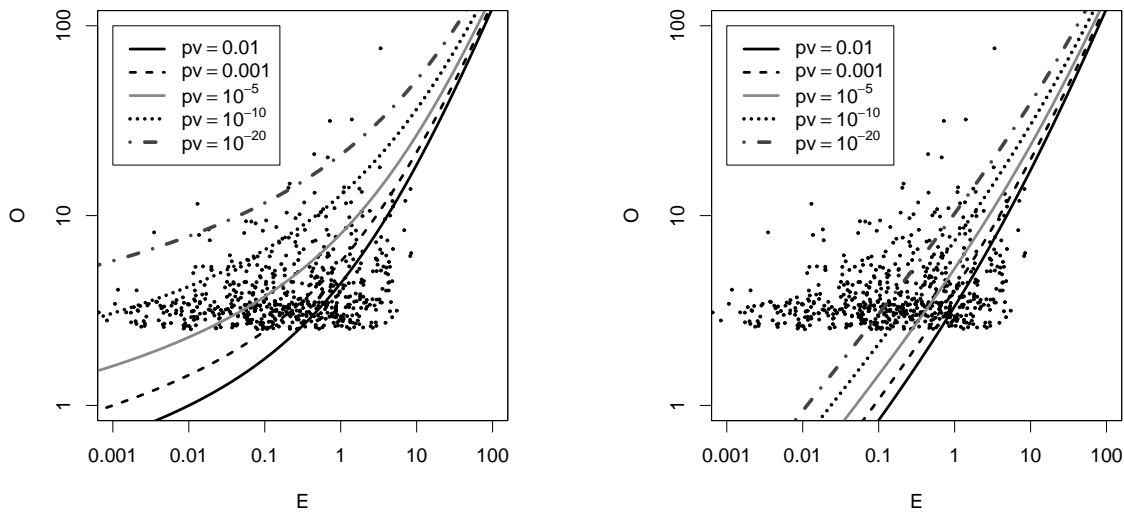 100
10
1
O
pv = 0.01
pv = 0.001
pv = 10⁻⁵
pv = 10⁻¹⁰
pv = 10⁻²⁰
0.001 0.01 0.1 1 10 100
E
100
10
1
O
pv = 0.01
pv = 0.001
pv = 10⁻⁵
pv = 10⁻¹⁰
pv = 10⁻²⁰
0.001 0.01 0.1 1 10 100
E